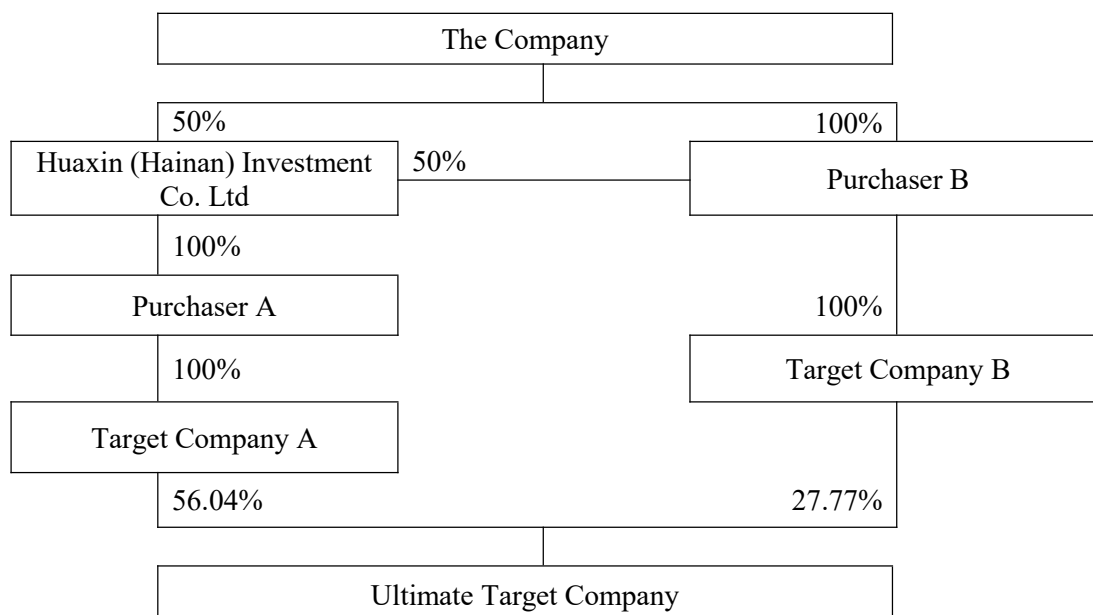 The Company
50%
100%
Huaxin (Hainan) Investment
Co. Ltd
50%
Purchaser B
100%
Purchaser A
100%
100%
Target Company B
Target Company A
56.04%
27.77%
Ultimate Target Company